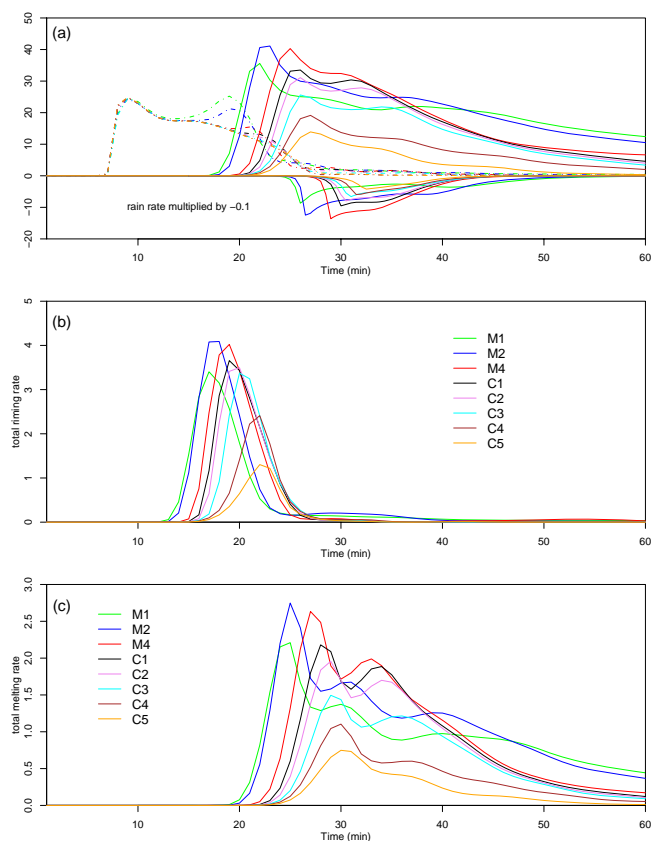 (a)
50
40
30
20
10
0
−10
−20
rain rate multiplied by −0.1
10 20 30 40 50 60
Time (min)
(b)
5
4
3
2
1
0
total riming rate
M1
M2
M4
C1
C2
C3
C4
C5
10 20 30 40 50 60
Time (min)
(c)
3.0
2.5
2.0
1.5
1.0
0.5
0.0
total melting rate
M1
M2
M4
C1
C2
C3
C4
C5
10 20 30 40 50 60
Time (min)